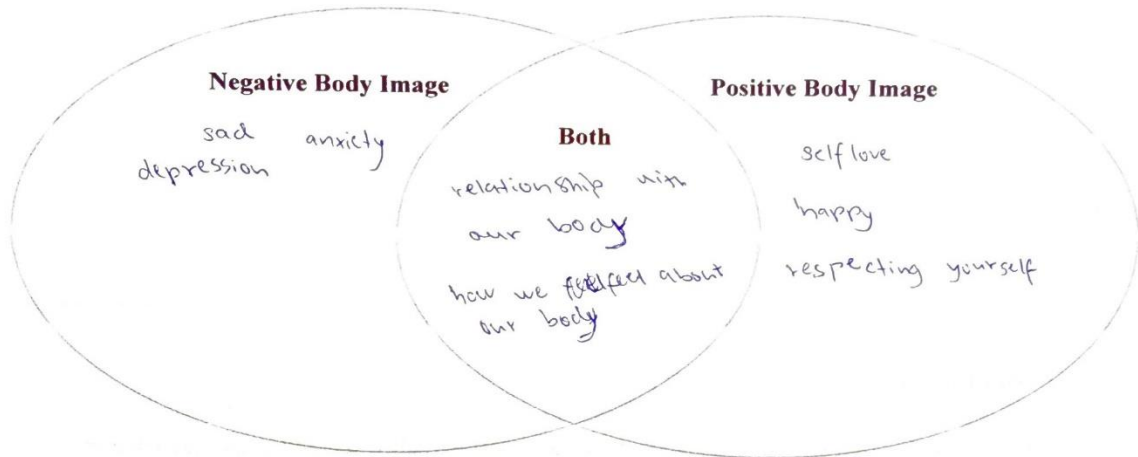 Negative Body Image
sad anxiety
depression
Both
relationship with
our body
how we feel about
our body
Positive Body Image
self love
happy
respecting yourself